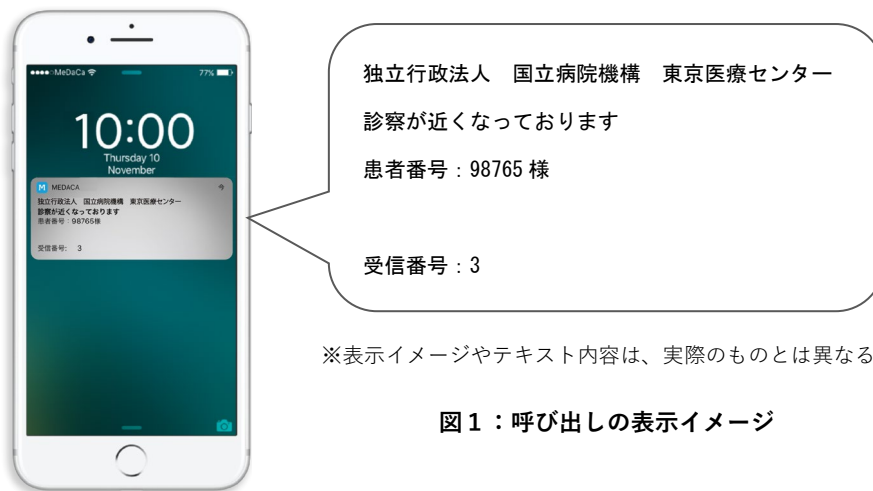 ●●●●○MeDaCa
77%
10:00
Thursday 10
November
M MEDACA
独立行政法人　国立病院機構　東京医療センター
診察が近くなっております
患者番号：98765様
受信番号:　3
独立行政法人　国立病院機構　東京医療センター
診察が近くなっております
患者番号：98765 様
受信番号：3
※表示イメージやテキスト内容は、実際のものとは異なる
図１：呼び出しの表示イメージ